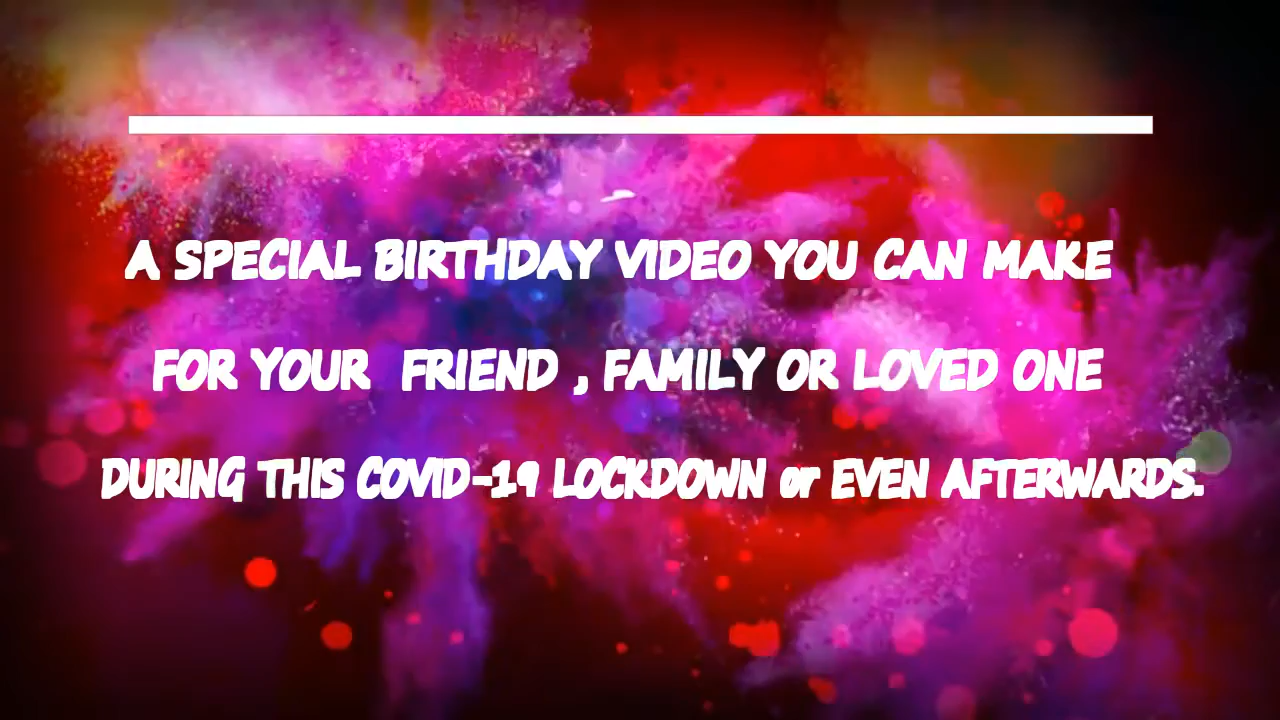 A SPECIAL BIRTHDAY VIDEO YOU CAN MAKE
FOR YOUR FRIEND , FAMILY OR LOVED ONE
DURING THIS COVID-19 LOCKDOWN or EVEN AFTERWARDS.